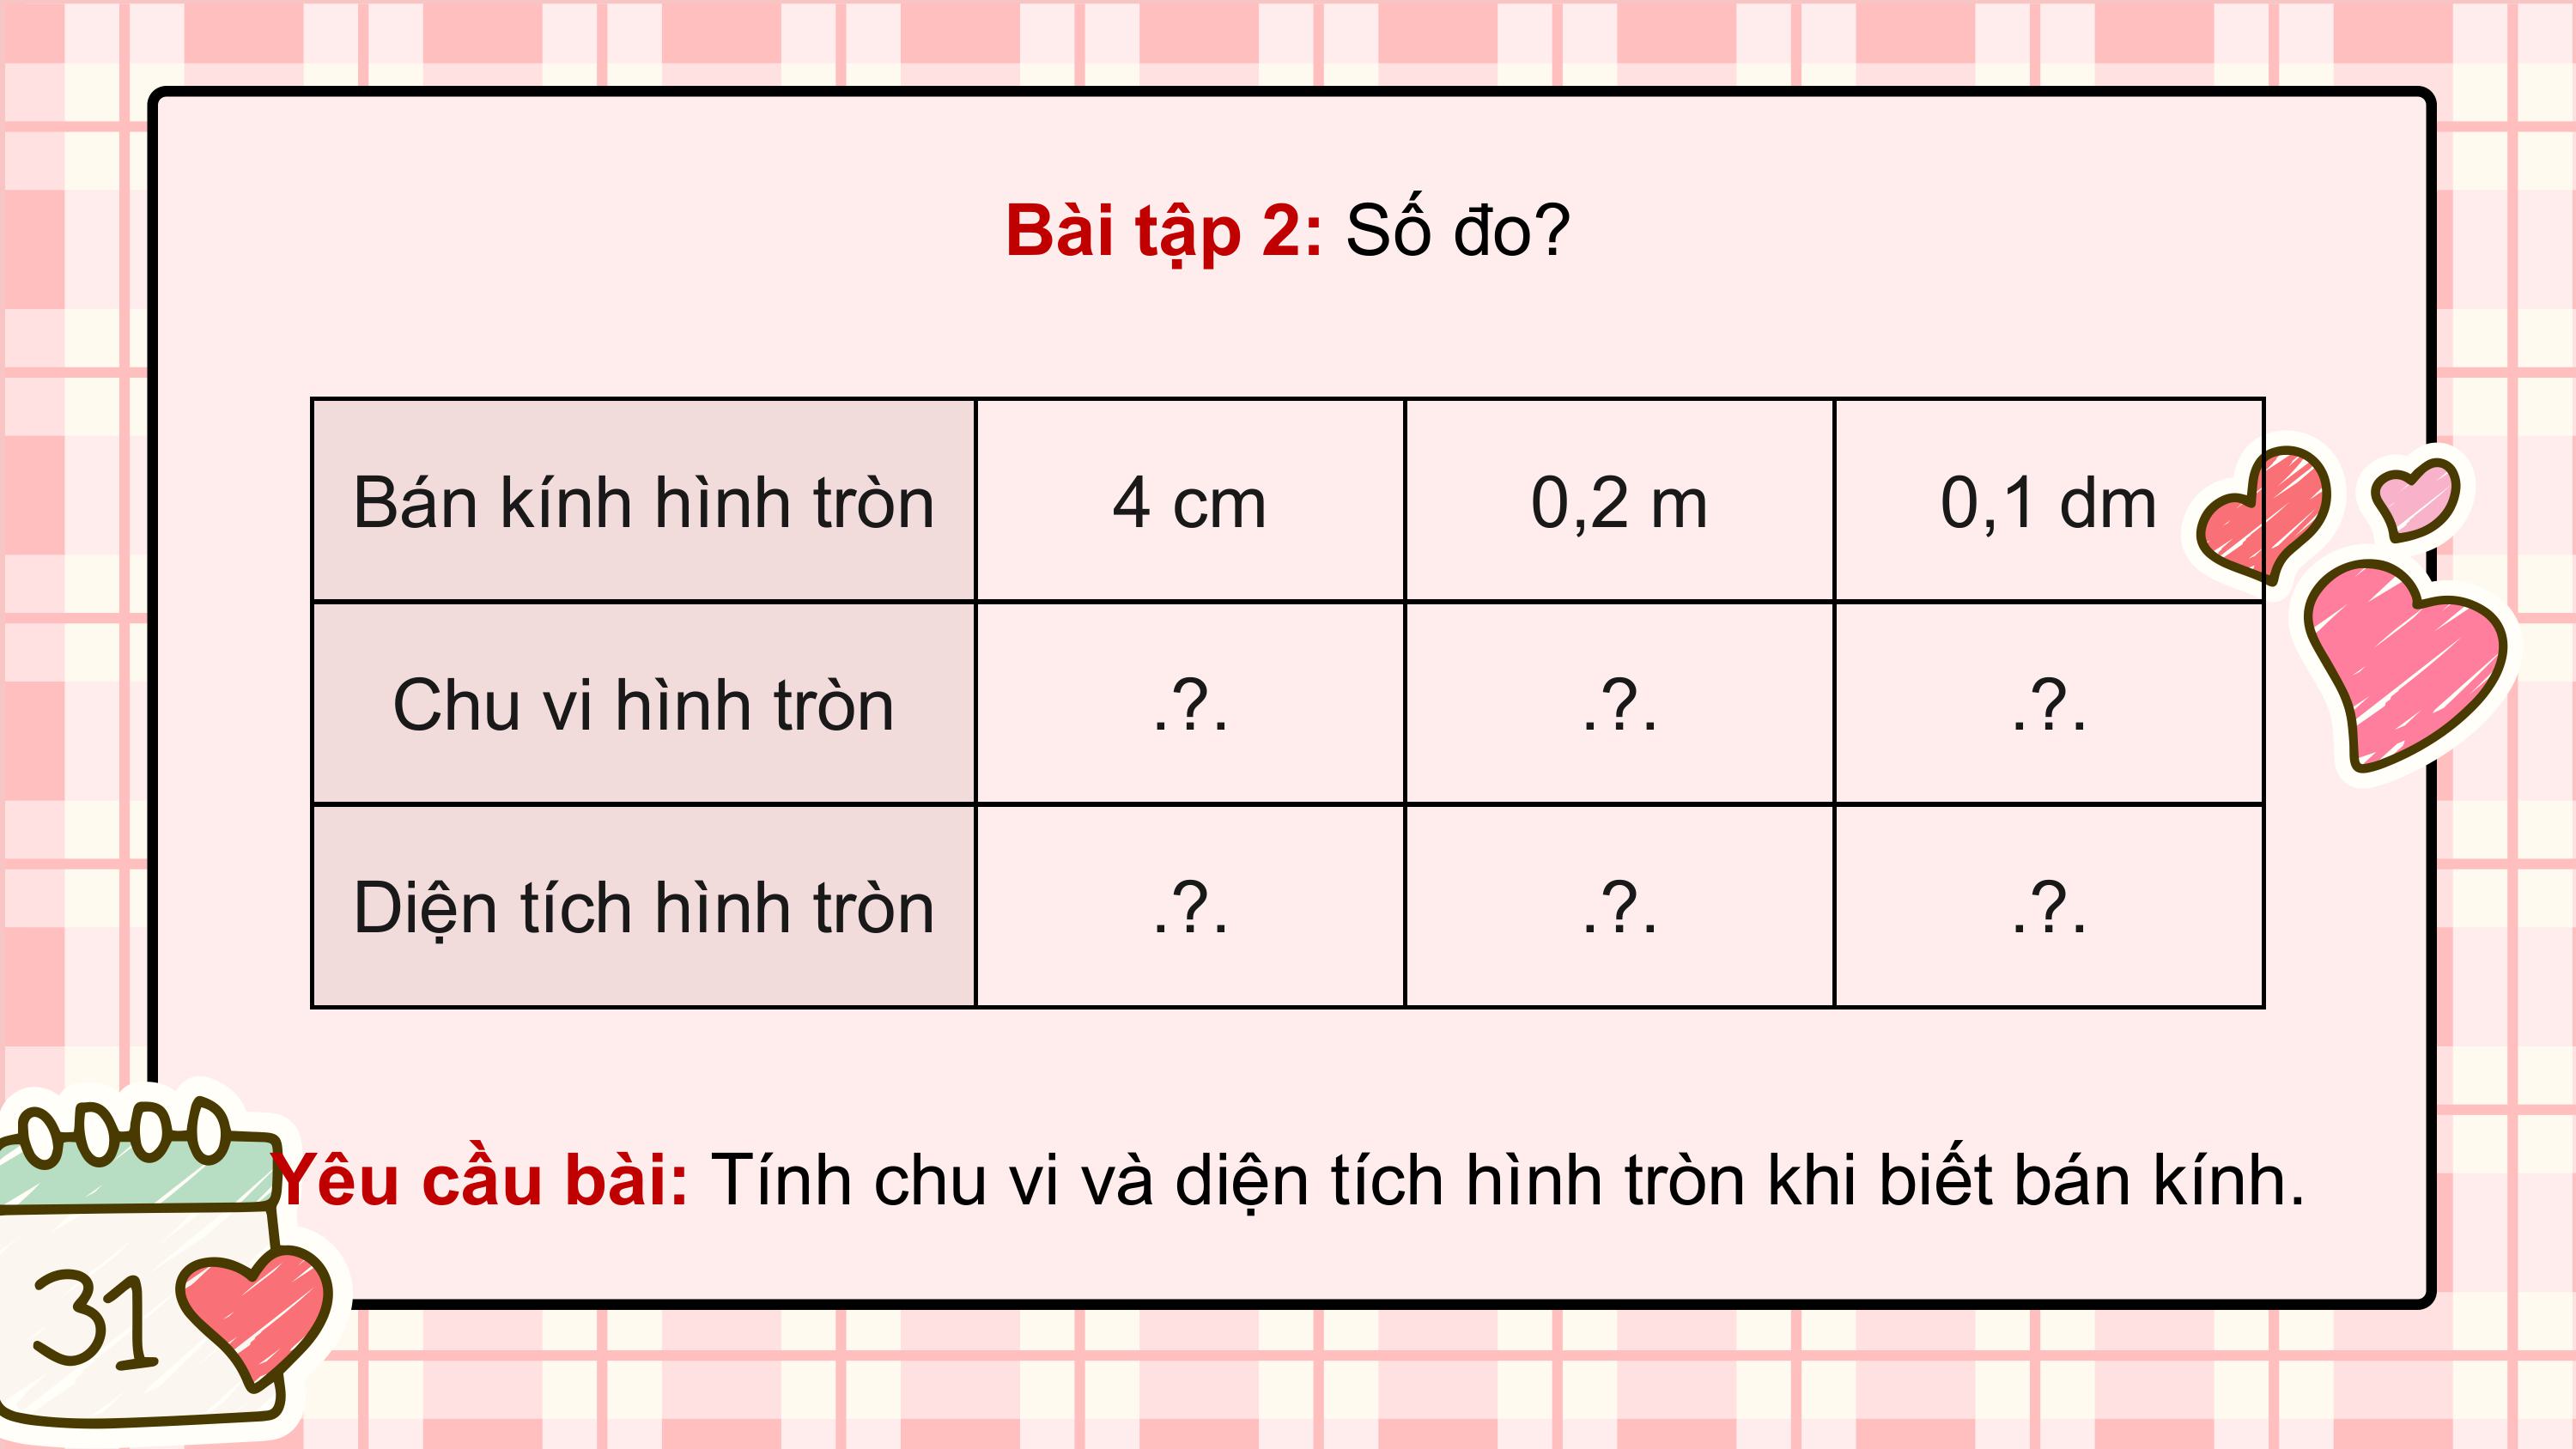 Bài tập 2: Số đo?
Bán kính hình tròn 4 cm 0,2 m 0,1 dm
Chu vi hình tròn .?. .?. .?.
Diện tích hình tròn .?. .?. .?.
Yêu cầu bài: Tính chu vi và diện tích hình tròn khi biết bán kính.
31